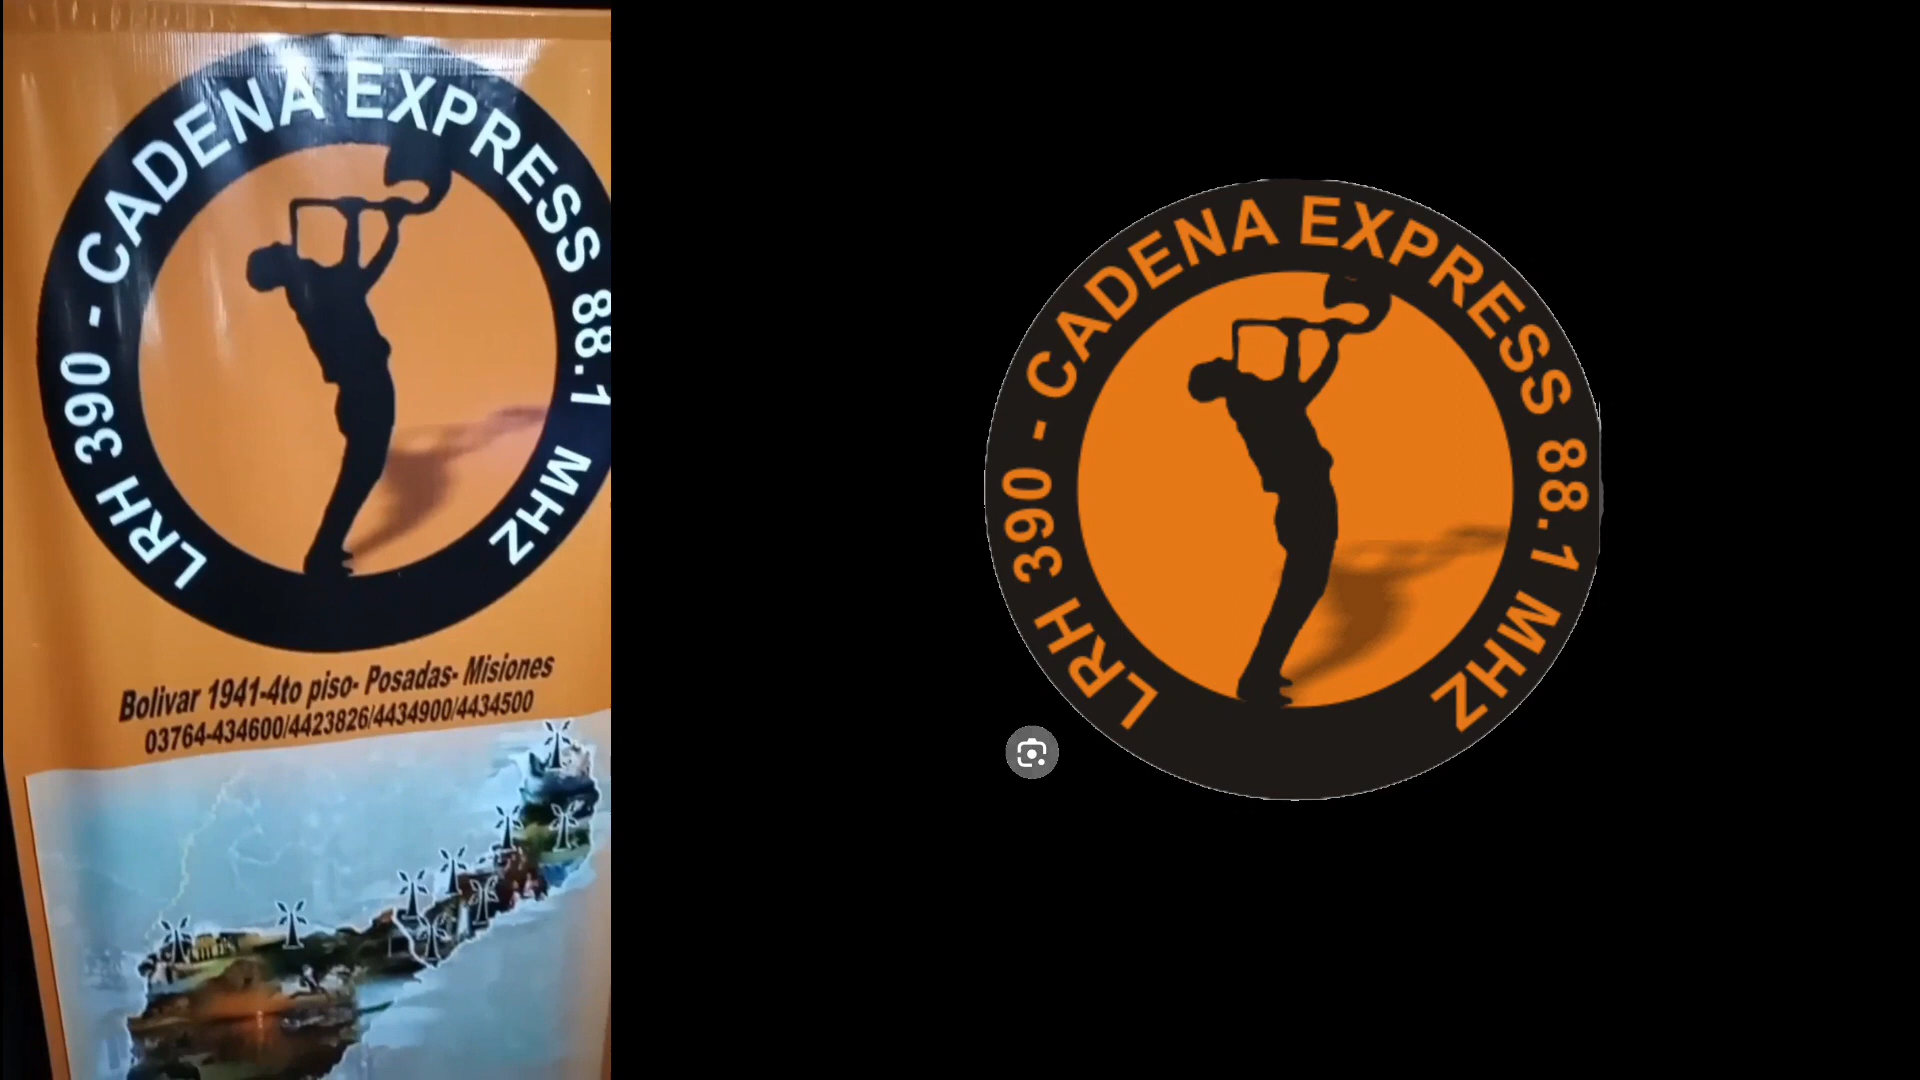 LRH 390 - CADENA EXPRESS 88.1 MHZ
Bolivar 1941-4to piso- Posadas- Misiones
03764-434600/4423826/4434900/4434500
LRH 390 - CADENA EXPRESS 88.1 MHZ